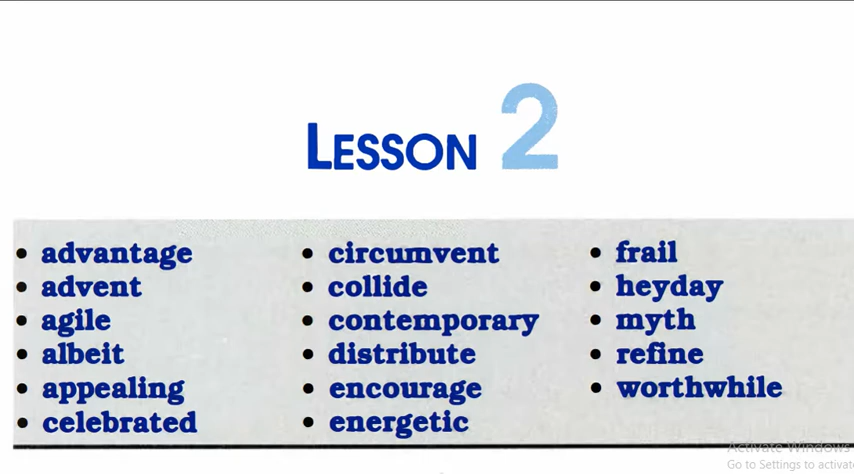 LESSON 2
• advantage
• advent
• agile
• albeit
• appealing
• celebrated
• circumvent
• collide
• contemporary
• distribute
• encourage
• energetic
• frail
• heyday
• myth
• refine
• worthwhile
Activate Windows
Go to Settings to activat